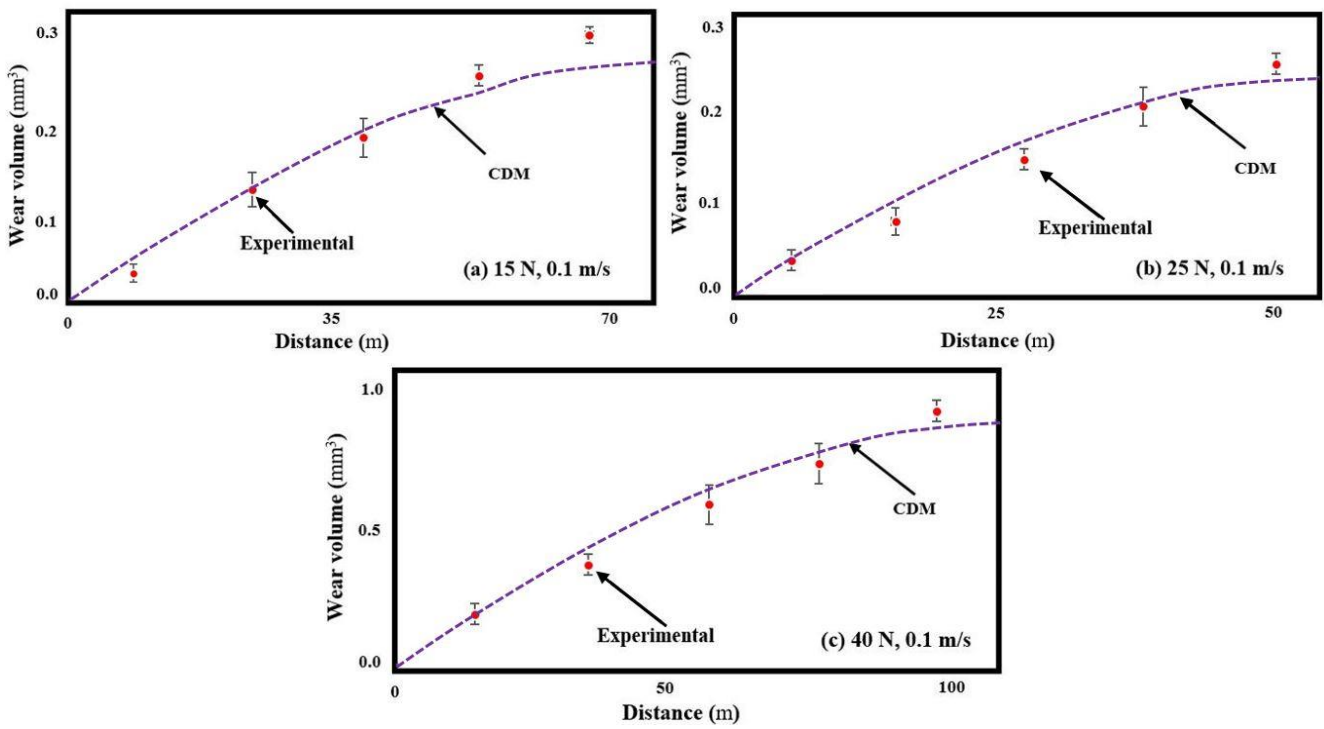 0.3
0.2
0.1
0.0
Wear volume (mm³)
CDM
Experimental
(a) 15 N, 0.1 m/s
0
35
70
Distance (m)
0.3
0.2
0.1
0.0
Wear volume (mm³)
CDM
Experimental
(b) 25 N, 0.1 m/s
0
25
50
Distance (m)
1.0
0.5
0.0
Wear volume (mm³)
CDM
Experimental
(c) 40 N, 0.1 m/s
0
50
100
Distance (m)